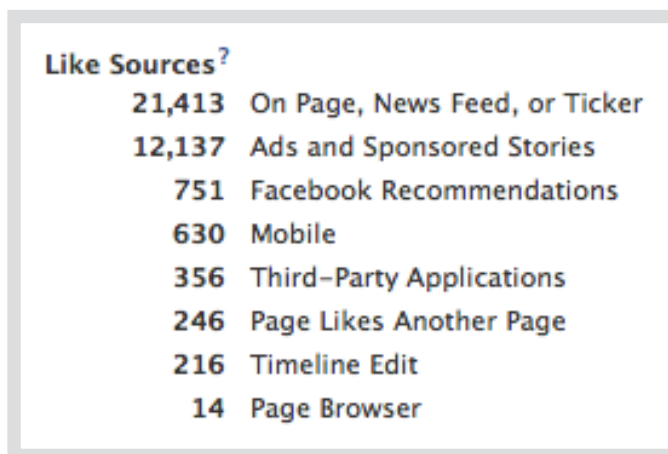 Like Sources?
21,413 On Page, News Feed, or Ticker
12,137 Ads and Sponsored Stories
751 Facebook Recommendations
630 Mobile
356 Third-Party Applications
246 Page Likes Another Page
216 Timeline Edit
14 Page Browser